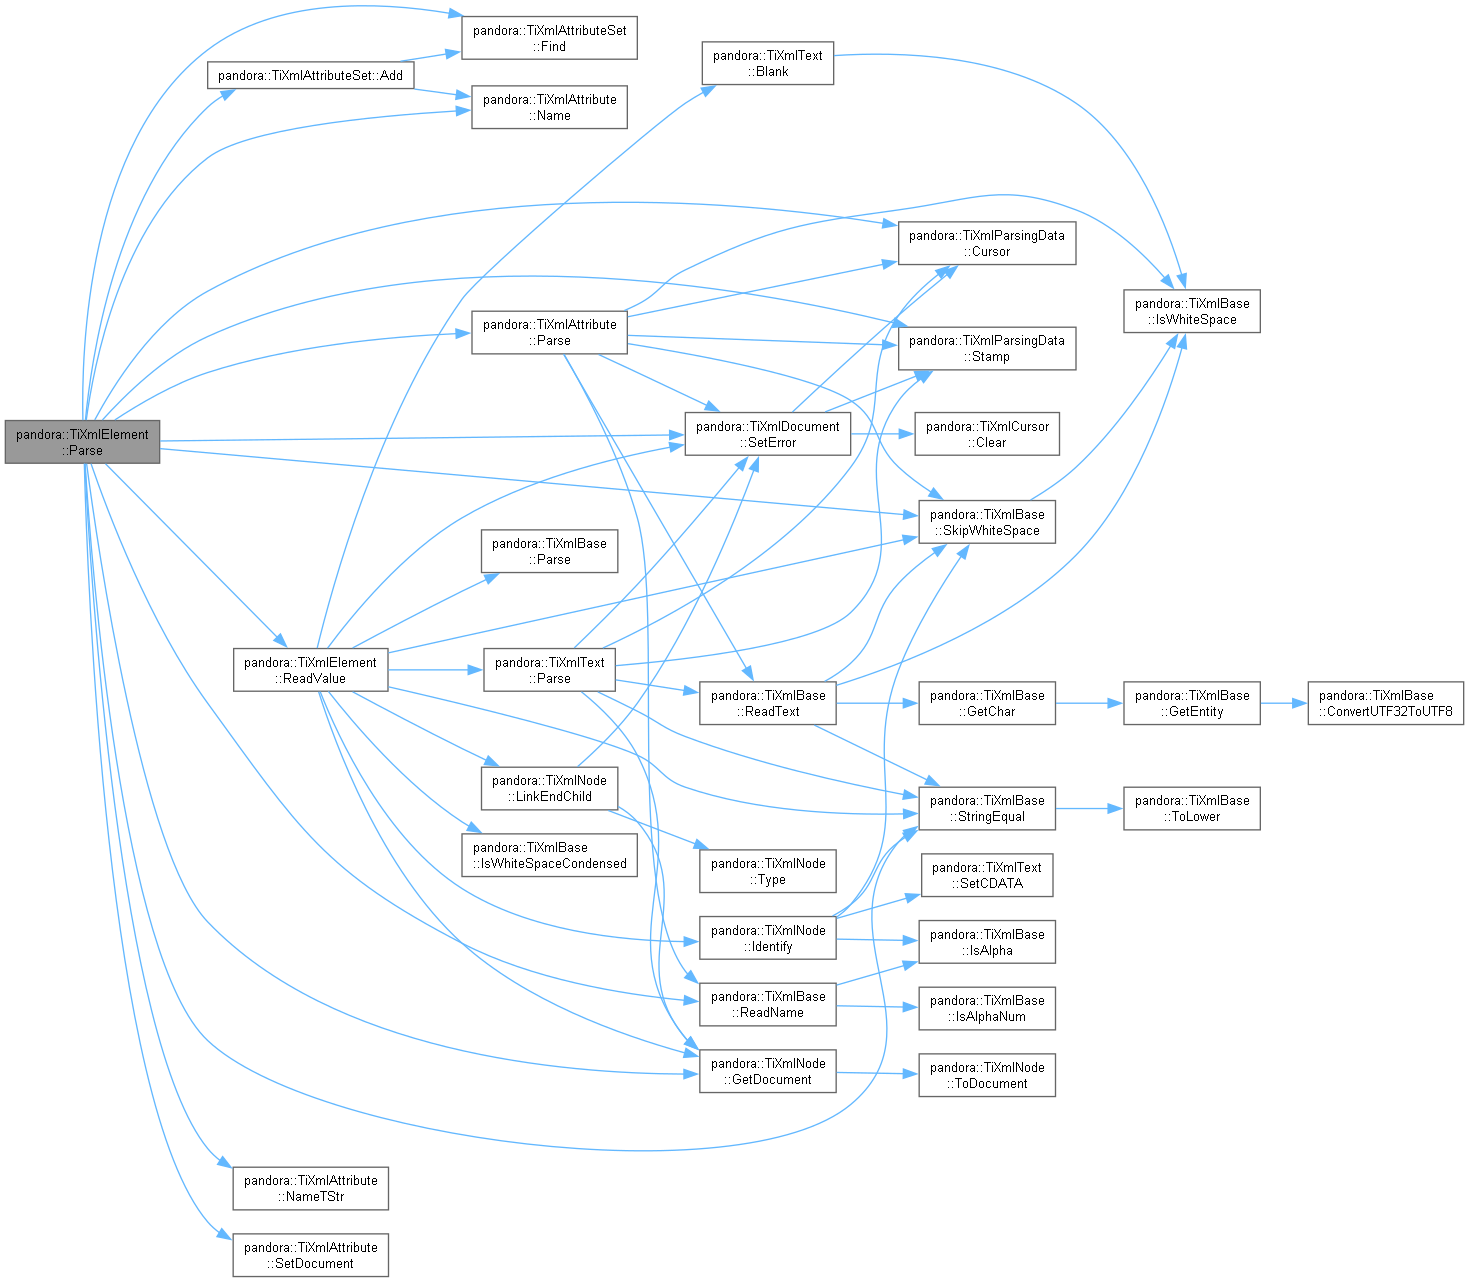 pandora::TiXmlElement
::Parse
pandora::TiXmlAttributeSet
::Find
pandora::TiXmlAttributeSet::Add
pandora::TiXmlAttribute
::Name
pandora::TiXmlText
::Blank
pandora::TiXmlParsingData
::Cursor
pandora::TiXmlBase
::IsWhiteSpace
pandora::TiXmlAttribute
::Parse
pandora::TiXmlParsingData
::Stamp
pandora::TiXmlDocument
::SetError
pandora::TiXmlCursor
::Clear
pandora::TiXmlBase
::SkipWhiteSpace
pandora::TiXmlBase
::Parse
pandora::TiXmlElement
::ReadValue
pandora::TiXmlText
::Parse
pandora::TiXmlBase
::ReadText
pandora::TiXmlBase
::GetChar
pandora::TiXmlBase
::GetEntity
pandora::TiXmlBase
::ConvertUTF32ToUTF8
pandora::TiXmlNode
::LinkEndChild
pandora::TiXmlBase
::StringEqual
pandora::TiXmlBase
::ToLower
pandora::TiXmlBase
::IsWhiteSpaceCondensed
pandora::TiXmlNode
::Type
pandora::TiXmlText
::SetCDATA
pandora::TiXmlNode
::Identify
pandora::TiXmlBase
::IsAlpha
pandora::TiXmlBase
::ReadName
pandora::TiXmlBase
::IsAlphaNum
pandora::TiXmlNode
::GetDocument
pandora::TiXmlNode
::ToDocument
pandora::TiXmlAttribute
::NameTStr
pandora::TiXmlAttribute
::SetDocument